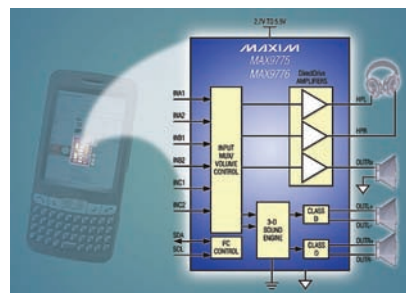 2.7V TO 5.5V
MAXIM
MAX9775
MAX9776
DirectDrive
AMPLIFIERS
INA1
INA2
INB1
INB2
INC1
INC2
SDA
SCL
INPUT
MUX/
VOLUME
CONTROL
I²C
CONTROL
3-D
SOUND
ENGINE
CLASS
D
CLASS
D
HPL
HPR
OUTRx
OUTL+
OUTL-
OUTR+
OUTR-